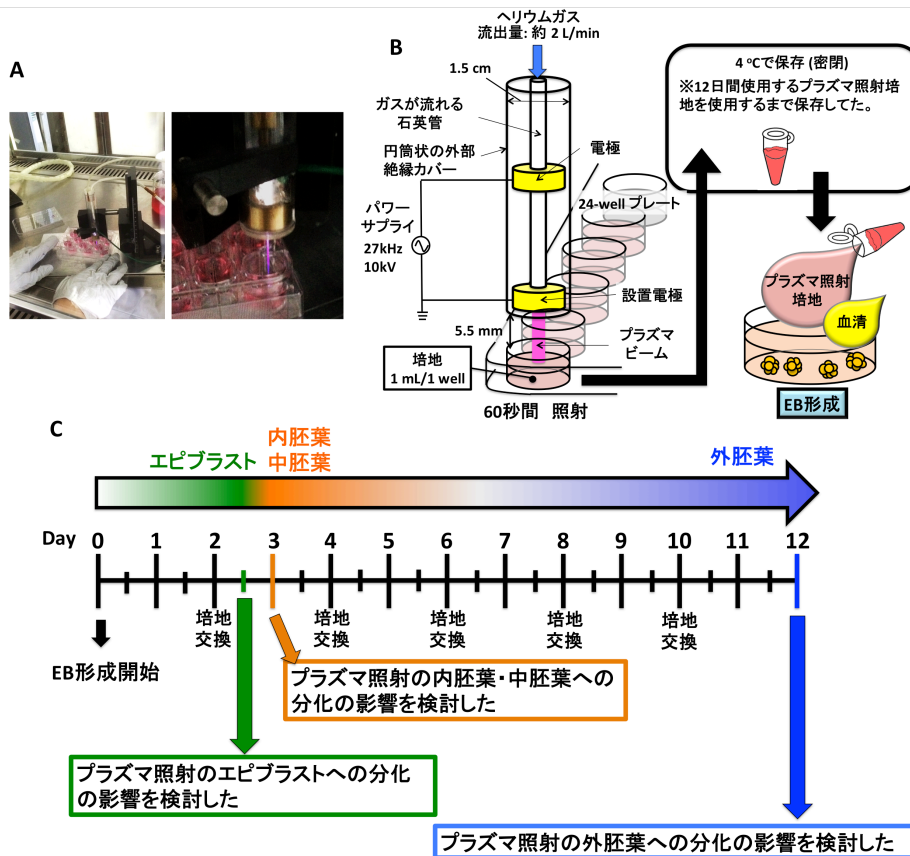 A
B
ヘリウムガス
流出量: 約 2 L/min
1.5 cm
ガスが流れる
石英管
円筒状の外部
絶縁カバー
電極
24-well プレート
パワー
サプライ
27kHz
10kV
設置電極
5.5 mm
プラズマ
ビーム
培地
1 mL/1 well
60秒間 照射
4 ℃で保存 (密閉)
※12日間使用するプラズマ照射培
地を使用するまで保存してた。
プラズマ照射
培地
血清
EB形成
C
エピブラスト
内胚葉
中胚葉
外胚葉
Day 0 1 2 3 4 5 6 7 8 9 10 11 12
培地
交換
培地
交換
培地
交換
培地
交換
培地
交換
EB形成開始
プラズマ照射の内胚葉・中胚葉への
分化の影響を検討した
プラズマ照射のエピブラストへの分化
の影響を検討した
プラズマ照射の外胚葉への分化の影響を検討した